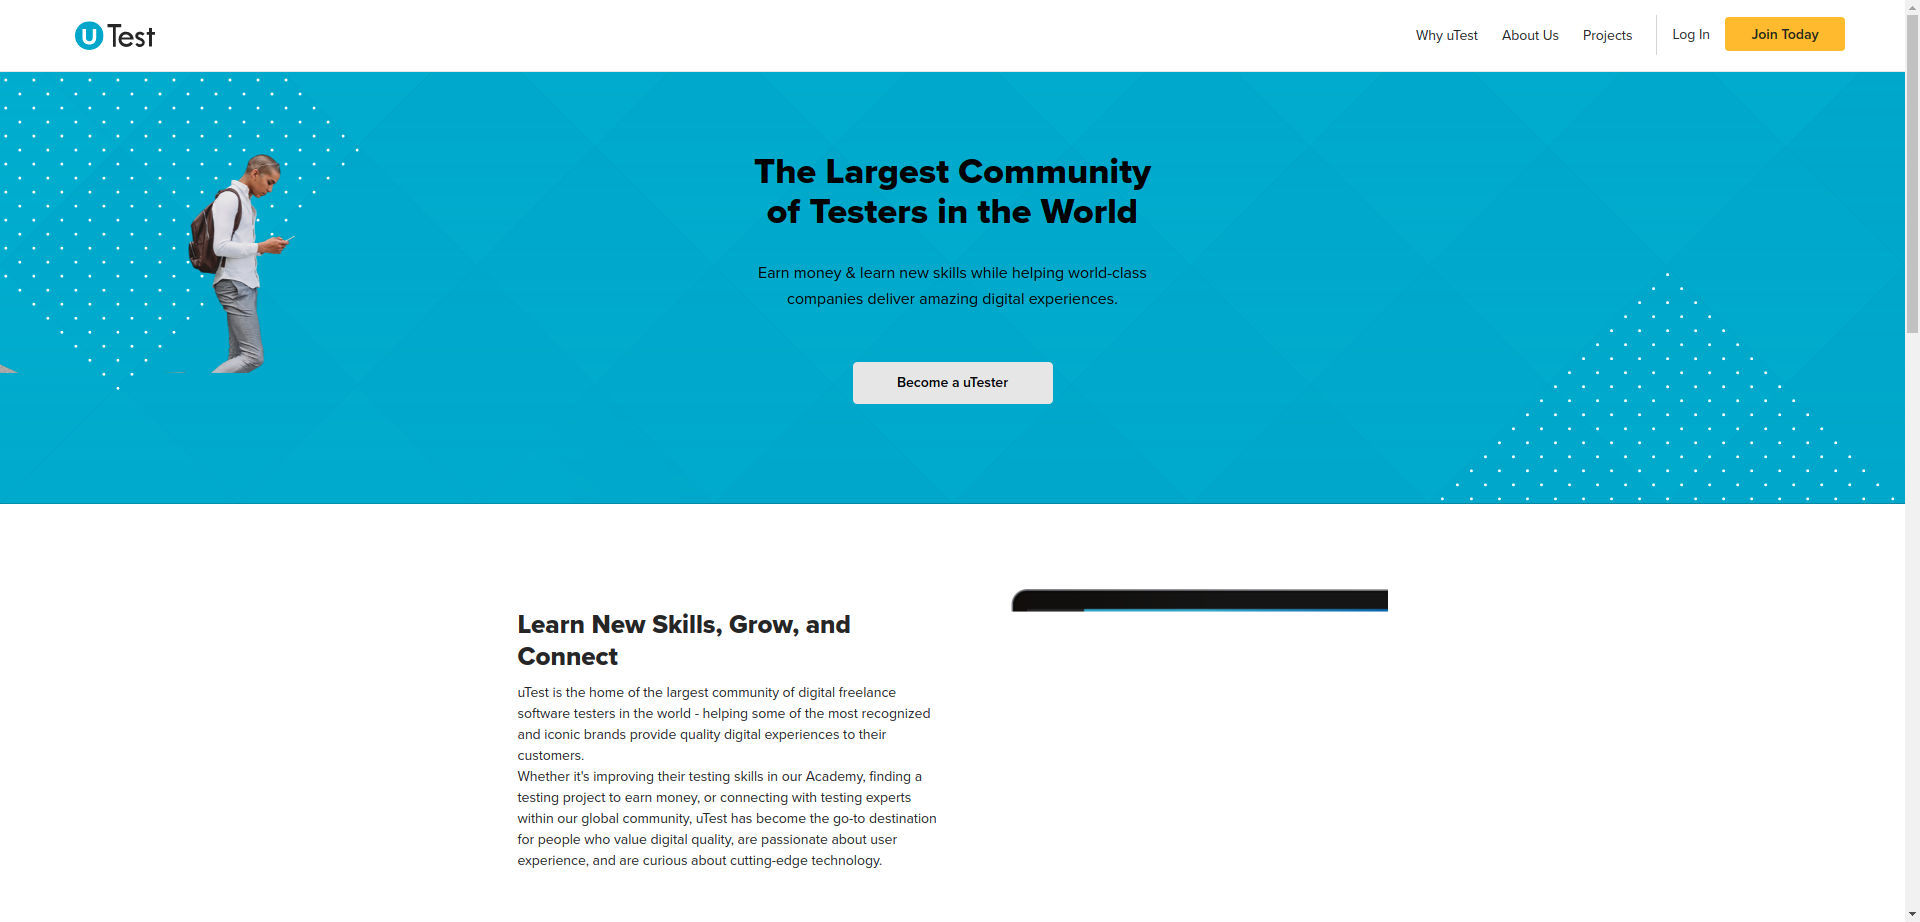 uTest
Why uTest
About Us
Projects
Log In
Join Today
The Largest Community
of Testers in the World
Earn money & learn new skills while helping world-class
companies deliver amazing digital experiences.
Become a uTester
Learn New Skills, Grow, and
Connect
uTest is the home of the largest community of digital freelance
software testers in the world - helping some of the most recognized
and iconic brands provide quality digital experiences to their
customers.
Whether it's improving their testing skills in our Academy, finding a
testing project to earn money, or connecting with testing experts
within our global community, uTest has become the go-to destination
for people who value digital quality, are passionate about user
experience, and are curious about cutting-edge technology.